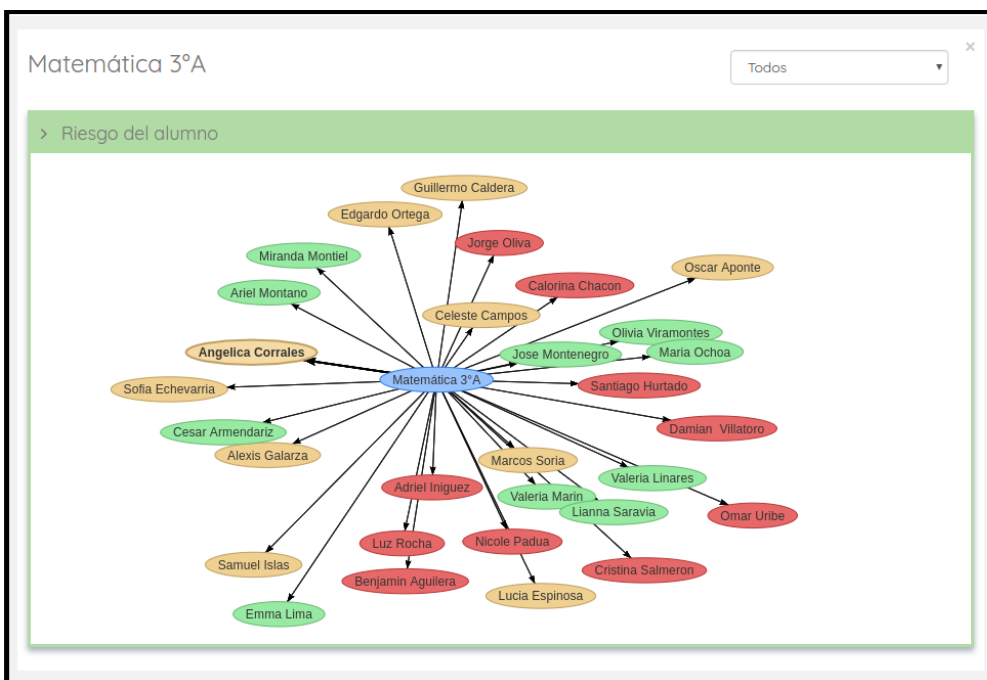 Matemática 3°A
×
Todos
Riesgo del alumno
Guillermo Caldera
Edgardo Ortega
Jorge Oliva
Miranda Montiel
Oscar Aponte
Calorina Chacon
Ariel Montano
Celeste Campos
Olivia Viramontes
Angelica Corrales
Jose Montenegro
Maria Ochoa
Matemática 3°A
Santiago Hurtado
Sofia Echevarria
Damian Villatoro
Cesar Armendariz
Alexis Galarza
Marcos Soria
Valeria Linares
Adriel Iniguez
Valeria Marin
Lianna Saravia
Omar Uribe
Luz Rocha
Nicole Padua
Samuel Islas
Cristina Salmeron
Benjamin Aguilera
Lucia Espinosa
Emma Lima